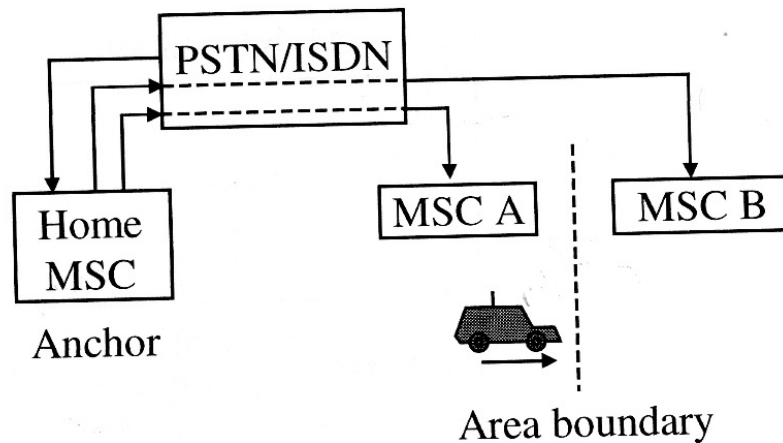 PSTN/ISDN
Home
MSC
MSC A
MSC B
Anchor
Area boundary